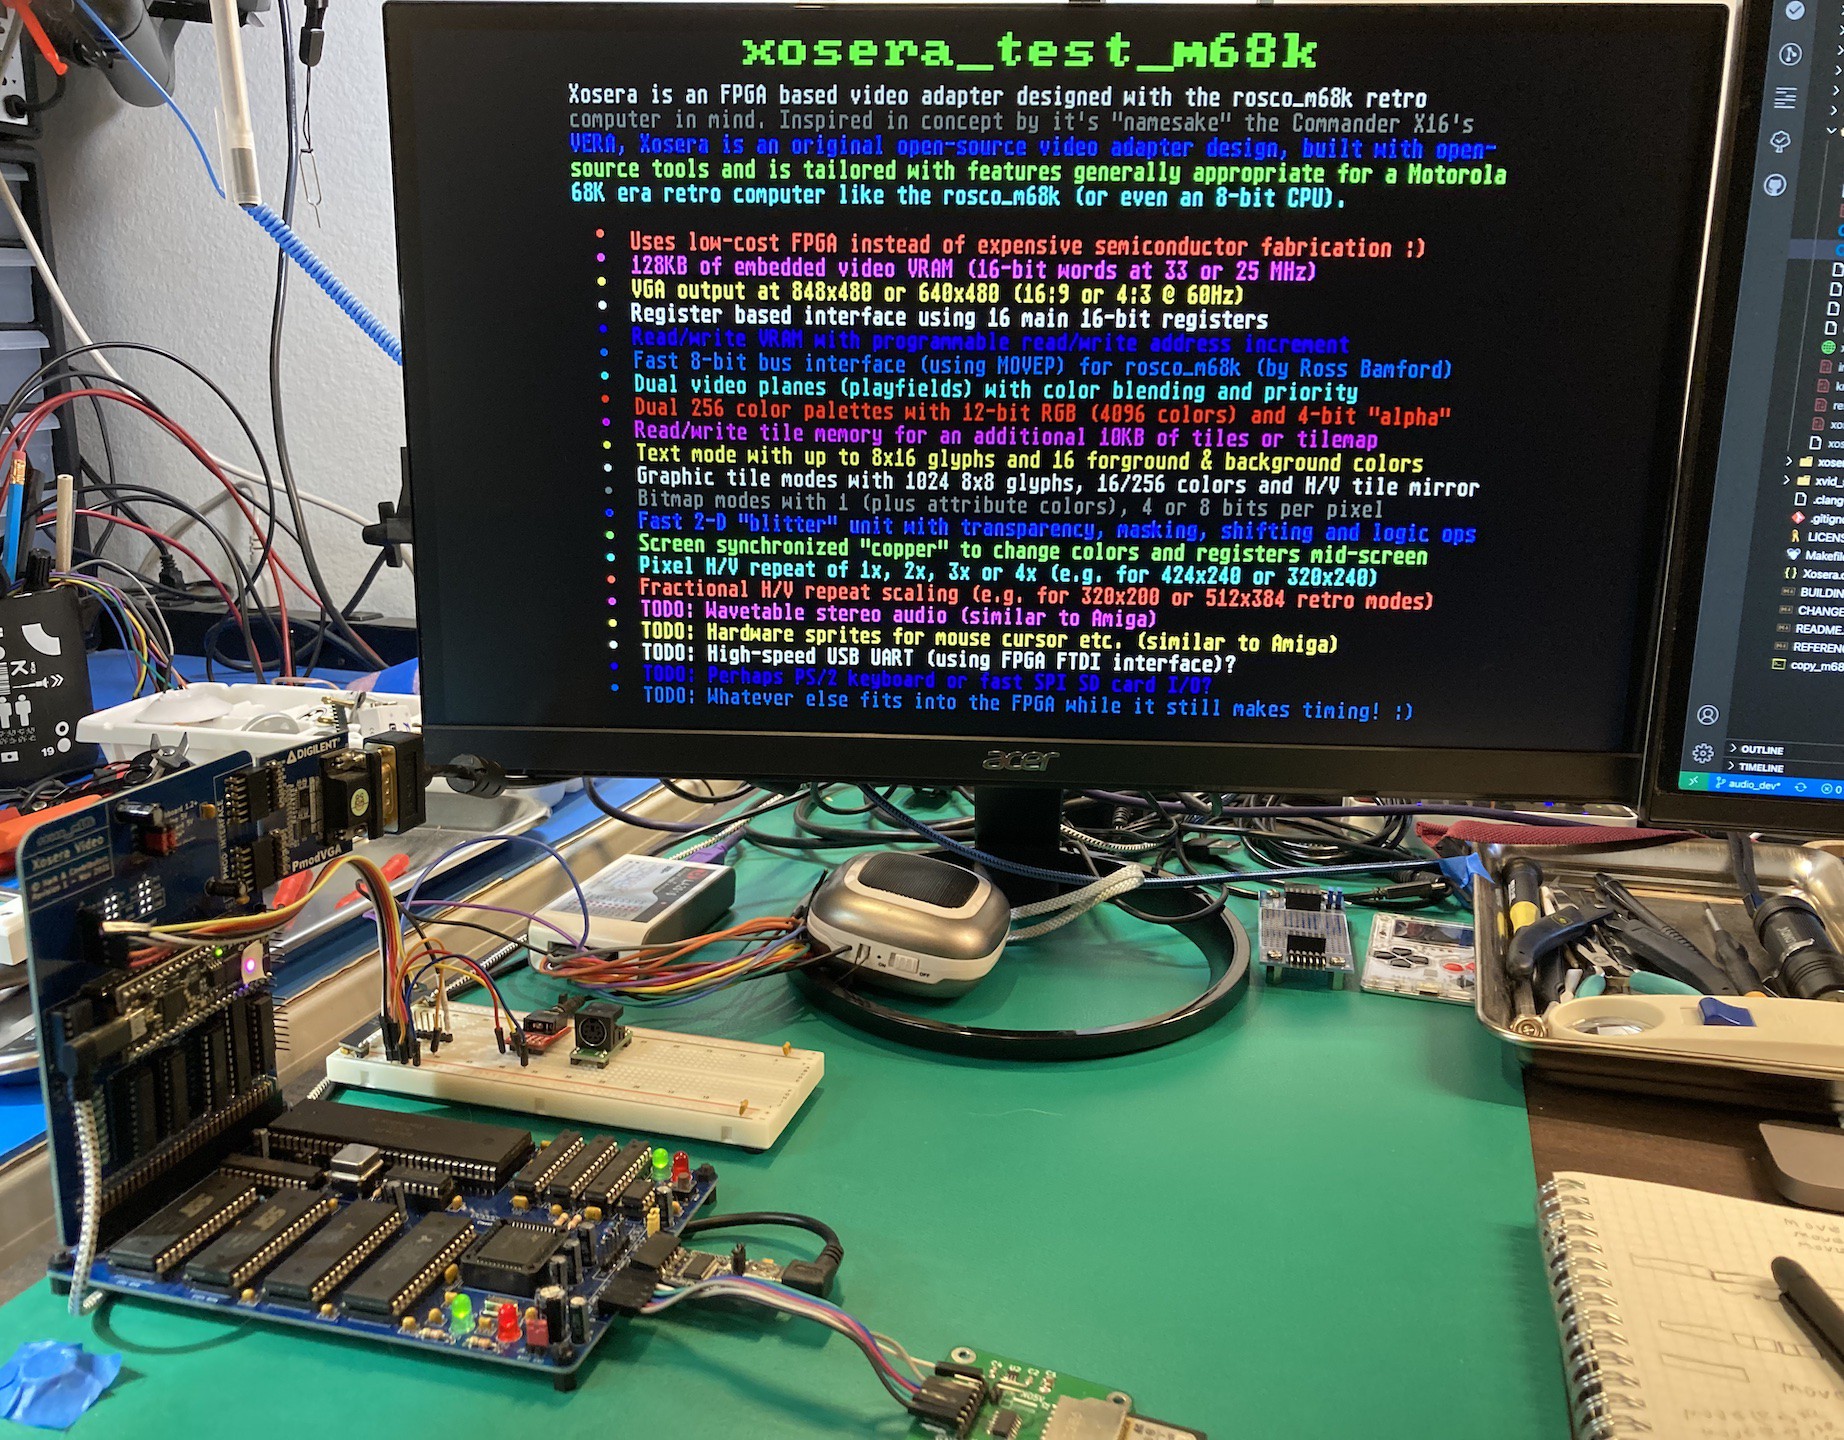 xosera_test_m68k
Xosera is an FPGA based video adapter designed with the rosco_m68k retro
computer in mind. Inspired in concept by it's "namesake" the Commander X16's
VERA, Xosera is an original open-source video adapter design, built with open-
source tools and is tailored with features generally appropriate for a Motorola
68K era retro computer like the rosco_m68k (or even an 8-bit CPU).
• Uses low-cost FPGA instead of expensive semiconductor fabrication :)
• 128KB of embedded video VRAM (16-bit words at 33 or 25 MHz)
• VGA output at 848x480 or 640x480 (16:9 or 4:3 @ 60Hz)
• Register based interface using 16 main 16-bit registers
• Read/write VRAM with programmable read/write address increment
• Fast 8-bit bus interface (using MOVEP) for rosco_m68k (by Ross Bamford)
• Dual video planes (playfields) with color blending and priority
• Dual 256 color palettes with 12-bit RGB (4096 colors) and 4-bit "alpha"
• Read/write tile memory for an additional 10KB of tiles or tilemap
• Text mode with up to 8x16 glyphs and 16 forground & background colors
• Graphic tile modes with 1024 8x8 glyphs, 16/256 colors and H/V tile mirror
• Bitmap modes with 1 (plus attribute colors), 4 or 8 bits per pixel
• Fast 2-D "blitter" unit with transparency, masking, shifting and logic ops
• Screen synchronized "copper" to change colors and registers mid-screen
• Pixel H/V repeat of 1x, 2x, 3x or 4x (e.g. for 424x240 or 320x240)
• Fractional H/V repeat scaling (e.g. for 320x200 or 512x384 retro modes)
• TODO: Wavetable stereo audio (similar to Amiga)
• TODO: Hardware sprites for mouse cursor etc. (similar to Amiga)
• TODO: High-speed USB UART (using FPGA FTDI interface)?
• TODO: Perhaps PS/2 keyboard or fast SPI SD card I/O?
• TODO: Whatever else fits into the FPGA while it still makes timing! :)
acer
xoser
xvid_
.clang
.gitign
LICENS
Makefil
Xosera.c
BUILDIN
CHANGE
README.
REFEREN
copy_m68
OUTLINE
TIMELINE
audio_dev*
0
DIGILENT
PmodVGA
Xosera Video
19
ON
OFF